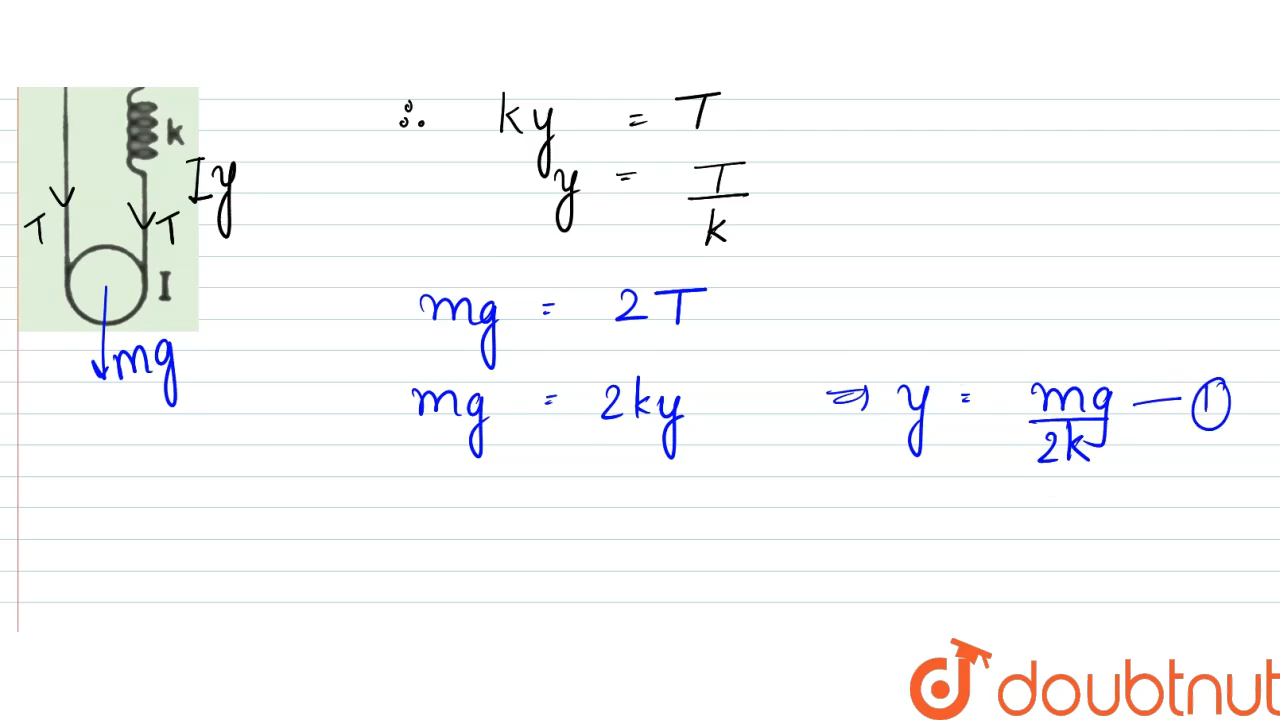 ∴ ky = T
k
y = T/k
Iy
T T
I
mg = 2T
mg
mg = 2ky ⇒ y = mg/2k — ①
doubtnut